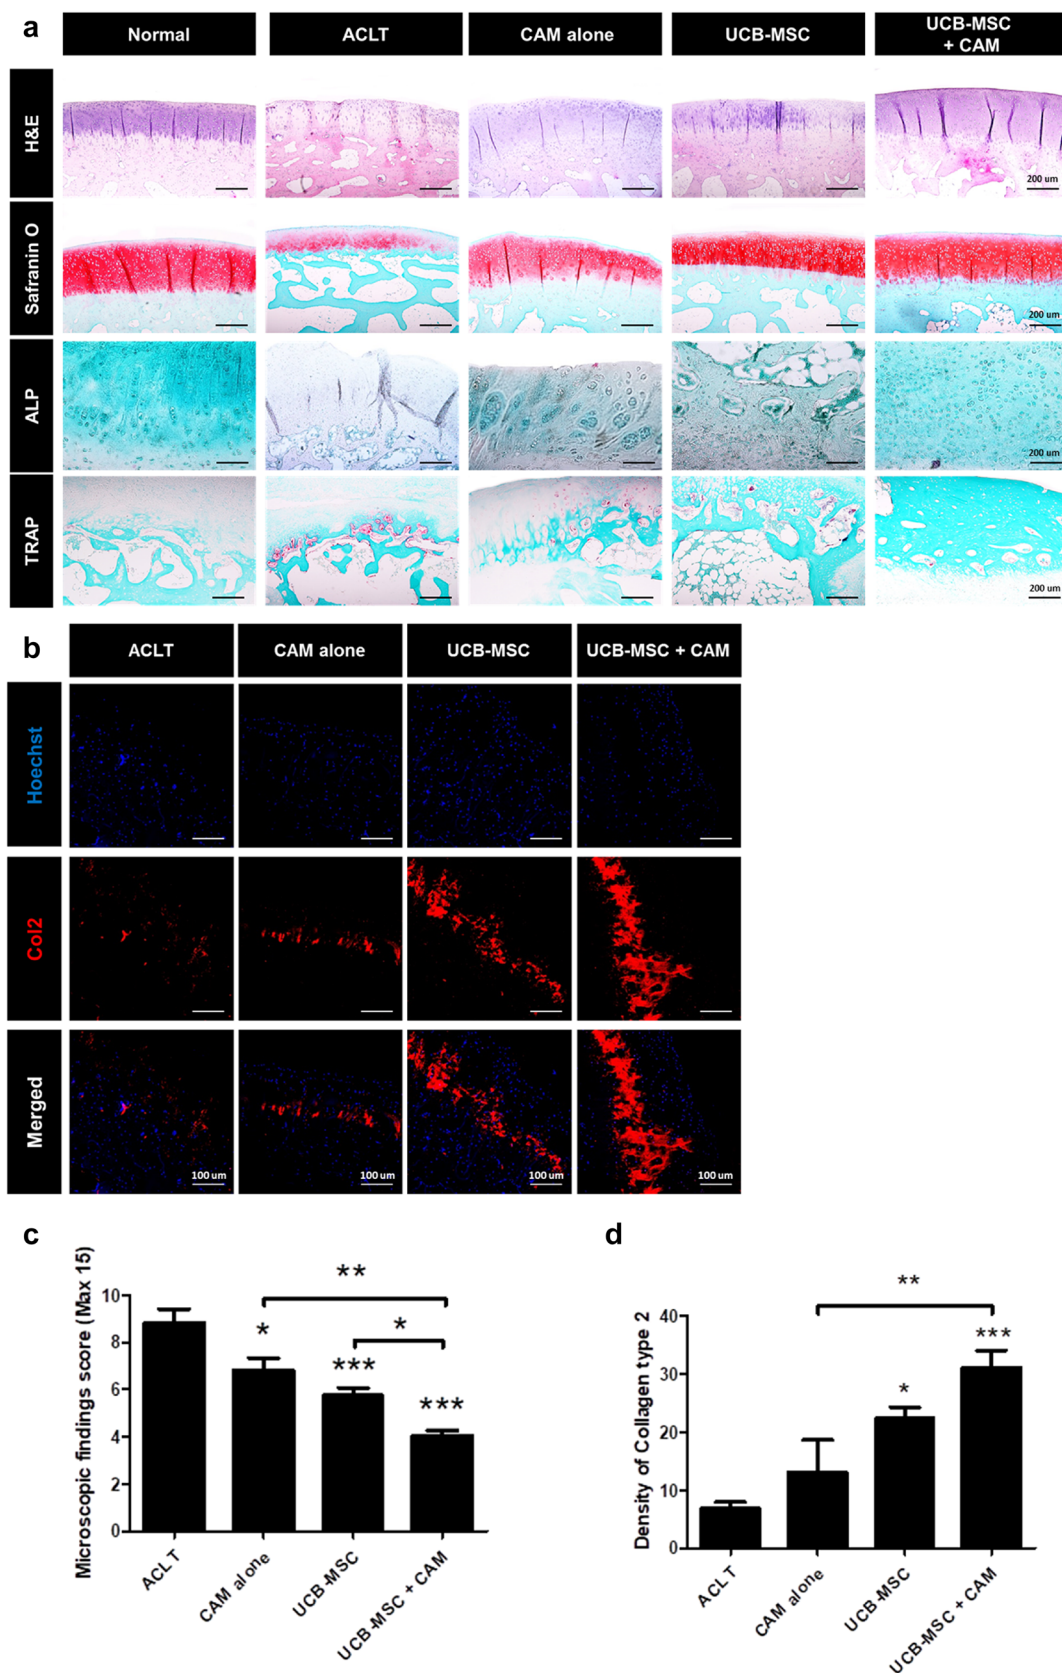 a
Normal
ACLT
CAM alone
UCB-MSC
UCB-MSC
+ CAM
H&E
200 um
Safranin O
200 um
ALP
TRAP
200 um
b
ACLT
CAM alone
UCB-MSC
UCB-MSC + CAM
Hoechst
Col2
Merged
100 um
100 um
100 um
100 um
c
Microscopic findings score (Max 15)
10
8
6
4
2
0
*
***
***
**
*
ACLT
CAM alone
UCB-MSC
UCB-MSC + CAM
d
Density of Collagen type 2
40
30
20
10
0
*
***
**
ACLT
CAM alone
UCB-MSC
UCB-MSC + CAM